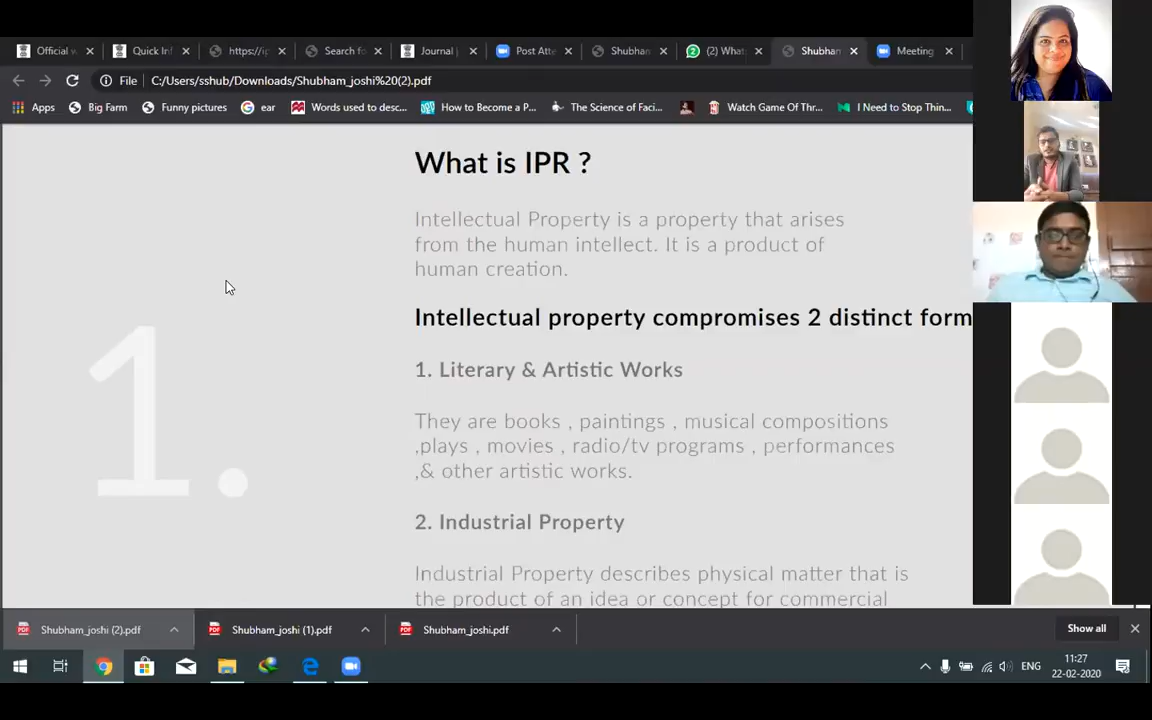 Official w
Quick In!
https://ip
Search fo
Journal
Post Atte
Shubham
(2) What
Shubham
Meeting
File C:/Users/sshub/Downloads/Shubham_joshi%20(2).pdf
Apps Big Farm Funny pictures ear Words used to desc... How to Become a P... The Science of Faci... Watch Game Of Thr... I Need to Stop Thin...
What is IPR ?
Intellectual Property is a property that arises
from the human intellect. It is a product of
human creation.
Intellectual property compromises 2 distinct form
1. Literary & Artistic Works
They are books , paintings , musical compositions
,plays , movies , radio/tv programs , performances
,& other artistic works.
2. Industrial Property
Industrial Property describes physical matter that is
the product of an idea or concept for commercial
1.
Shubham_joshi (2).pdf
Shubham_joshi (1).pdf
Shubham_joshi.pdf
Show all
ENG
11:27
22-02-2020